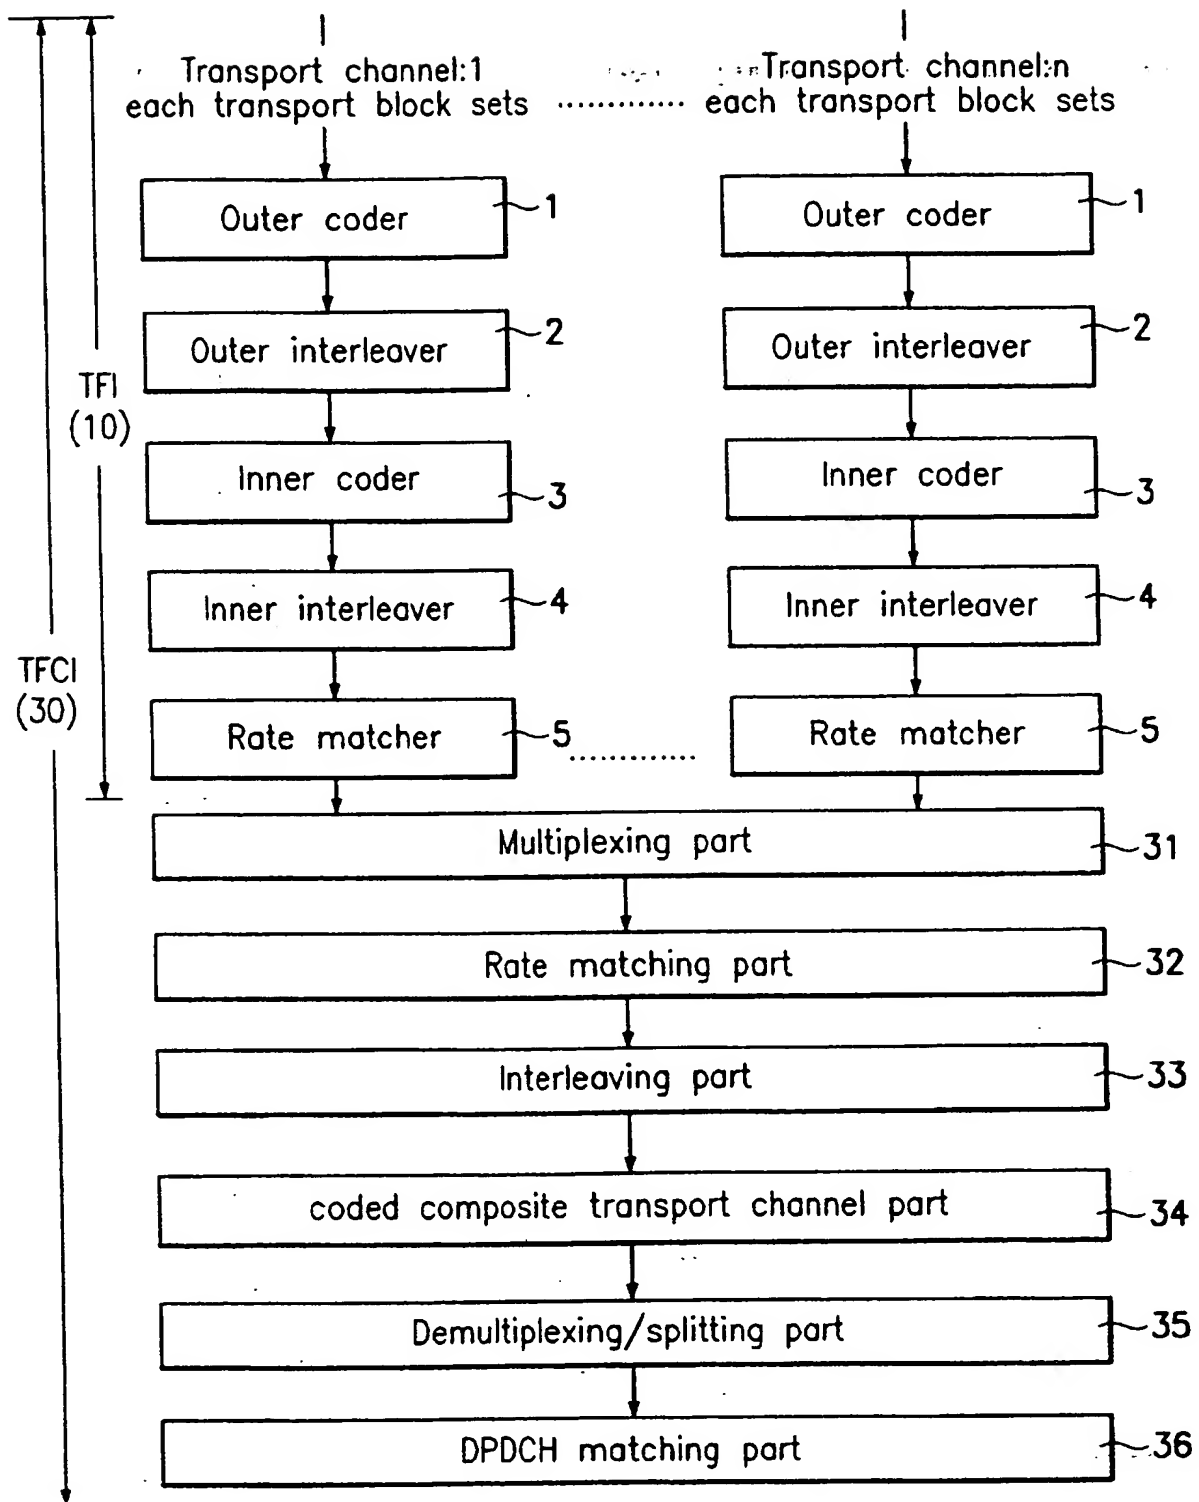 Transport channel:1
each transport block sets
Transport channel:n
each transport block sets
Outer coder 1
Outer coder 1
Outer interleaver 2
Outer interleaver 2
TFI
(10)
Inner coder 3
Inner coder 3
Inner interleaver 4
Inner interleaver 4
TFCI
(30)
Rate matcher 5
Rate matcher 5
Multiplexing part 31
Rate matching part 32
Interleaving part 33
coded composite transport channel part 34
Demultiplexing/splitting part 35
DPDCH matching part 36